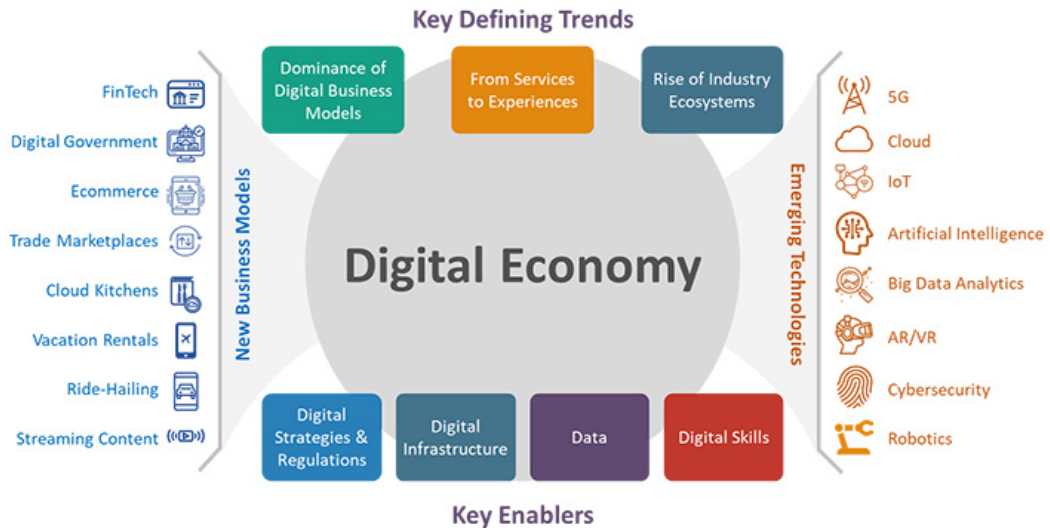 Key Defining Trends
Dominance of
Digital Business
Models
From Services
to Experiences
Rise of Industry
Ecosystems
FinTech
Digital Government
Ecommerce
Trade Marketplaces
Cloud Kitchens
Vacation Rentals
Ride-Hailing
Streaming Content
New Business Models
Digital Economy
Emerging Technologies
5G
Cloud
IoT
Artificial Intelligence
Big Data Analytics
AR/VR
Cybersecurity
Robotics
Digital
Strategies &
Regulations
Digital
Infrastructure
Data
Digital Skills
Key Enablers